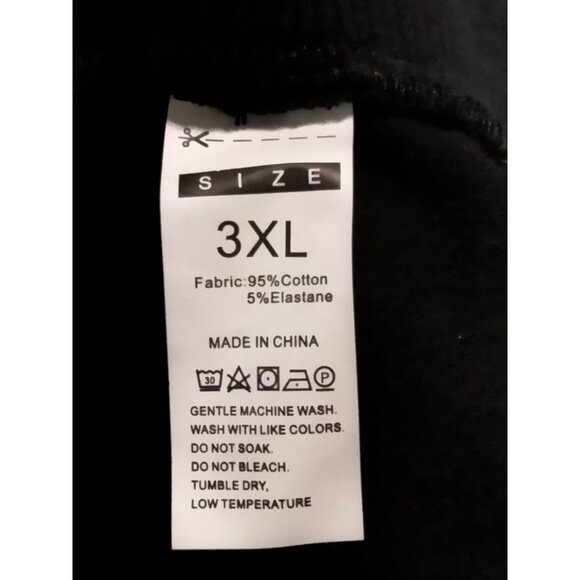 SIZE
3XL
Fabric:95%Cotton
5%Elastane
MADE IN CHINA
30 P
GENTLE MACHINE WASH.
WASH WITH LIKE COLORS.
DO NOT SOAK.
DO NOT BLEACH.
TUMBLE DRY,
LOW TEMPERATURE